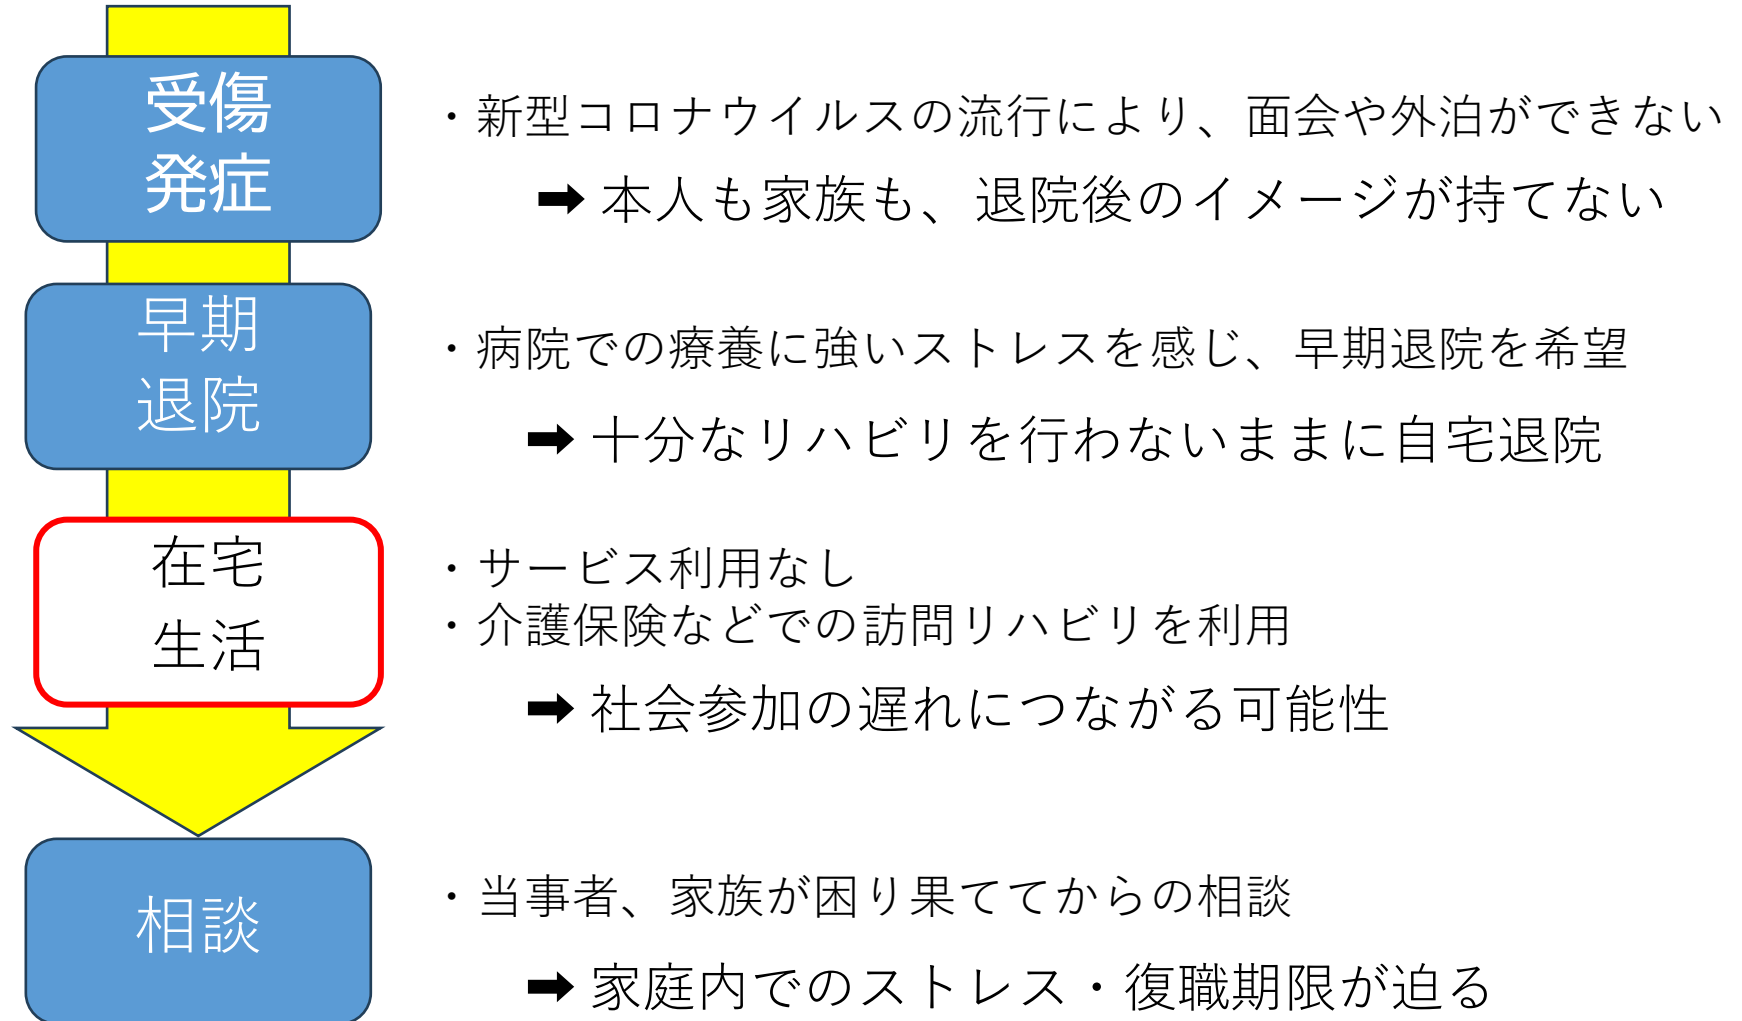 受傷
発症
・新型コロナウイルスの流行により、面会や外泊ができない
➡本人も家族も、退院後のイメージが持てない
早期
退院
・病院での療養に強いストレスを感じ、早期退院を希望
➡十分なリハビリを行わないままに自宅退院
在宅
生活
・サービス利用なし
・介護保険などでの訪問リハビリを利用
➡社会参加の遅れにつながる可能性
相談
・当事者、家族が困り果ててからの相談
➡家庭内でのストレス・復職期限が迫る